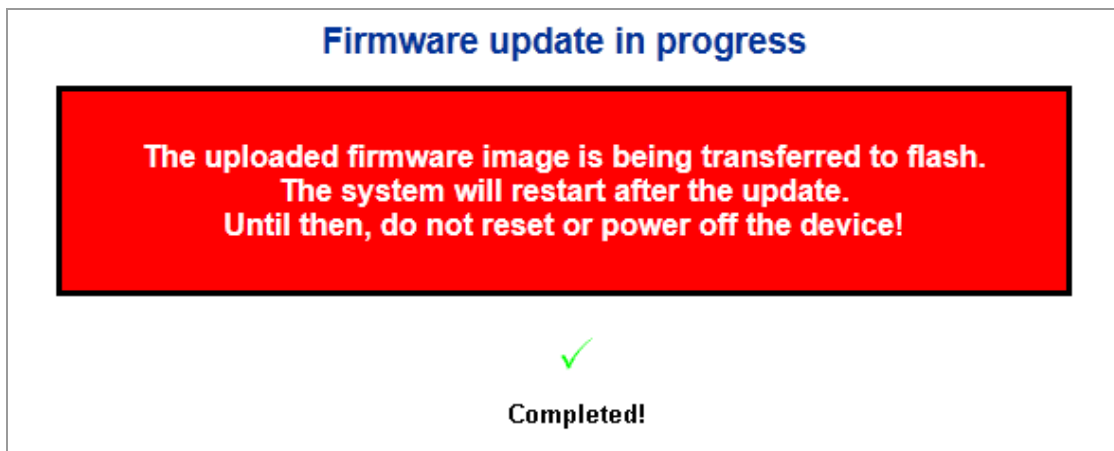 Firmware update in progress
The uploaded firmware image is being transferred to flash.
The system will restart after the update.
Until then, do not reset or power off the device!
Completed!